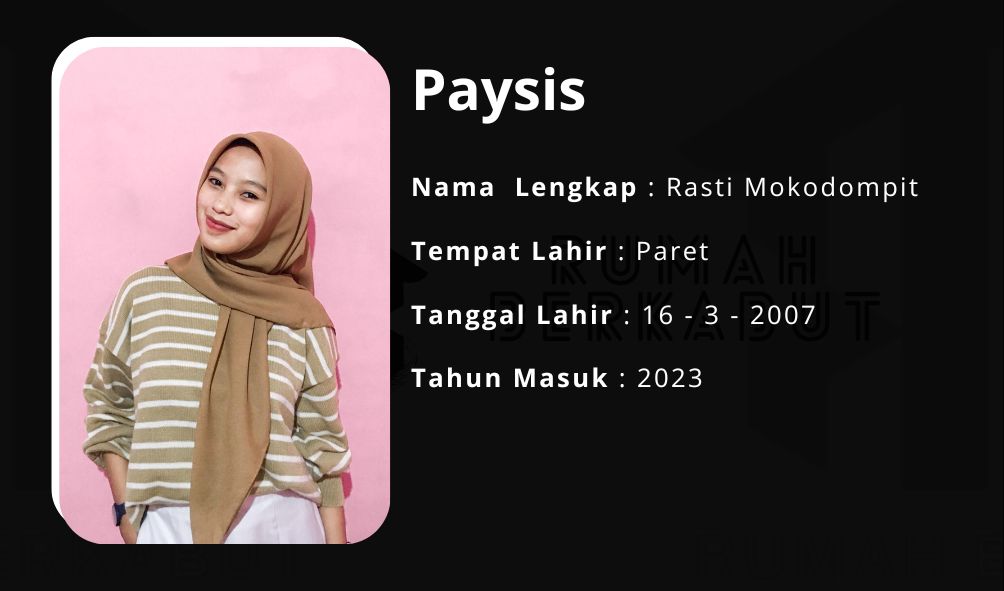 Paysis
Nama Lengkap : Rasti Mokodompit
Tempat Lahir : Paret
Tanggal Lahir : 16 - 3 - 2007
Tahun Masuk : 2023
RUMAH
BERKABUT
BERKABUT
RUMAH B